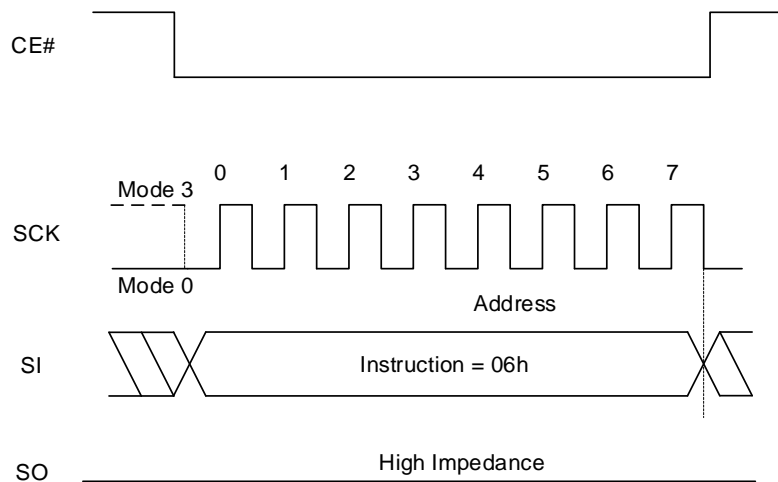 CE#
0 1 2 3 4 5 6 7
Mode 3
SCK
Mode 0
Address
SI
Instruction = 06h
High Impedance
SO